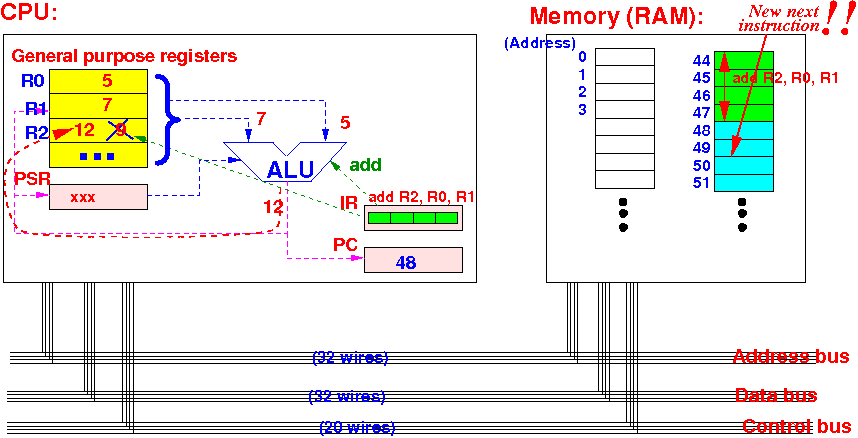 CPU:
General purpose registers
R0 5
R1 7
R2 12 9
PSR
xxx
7
5
ALU
add
12
IR
add R2, R0, R1
PC
48
Memory (RAM):
New next
instruction !!
(Address)
0
1
2
3
44
45 add R2, R0, R1
46
47
48
49
50
51
(32 wires) Address bus
(32 wires) Data bus
(20 wires) Control bus